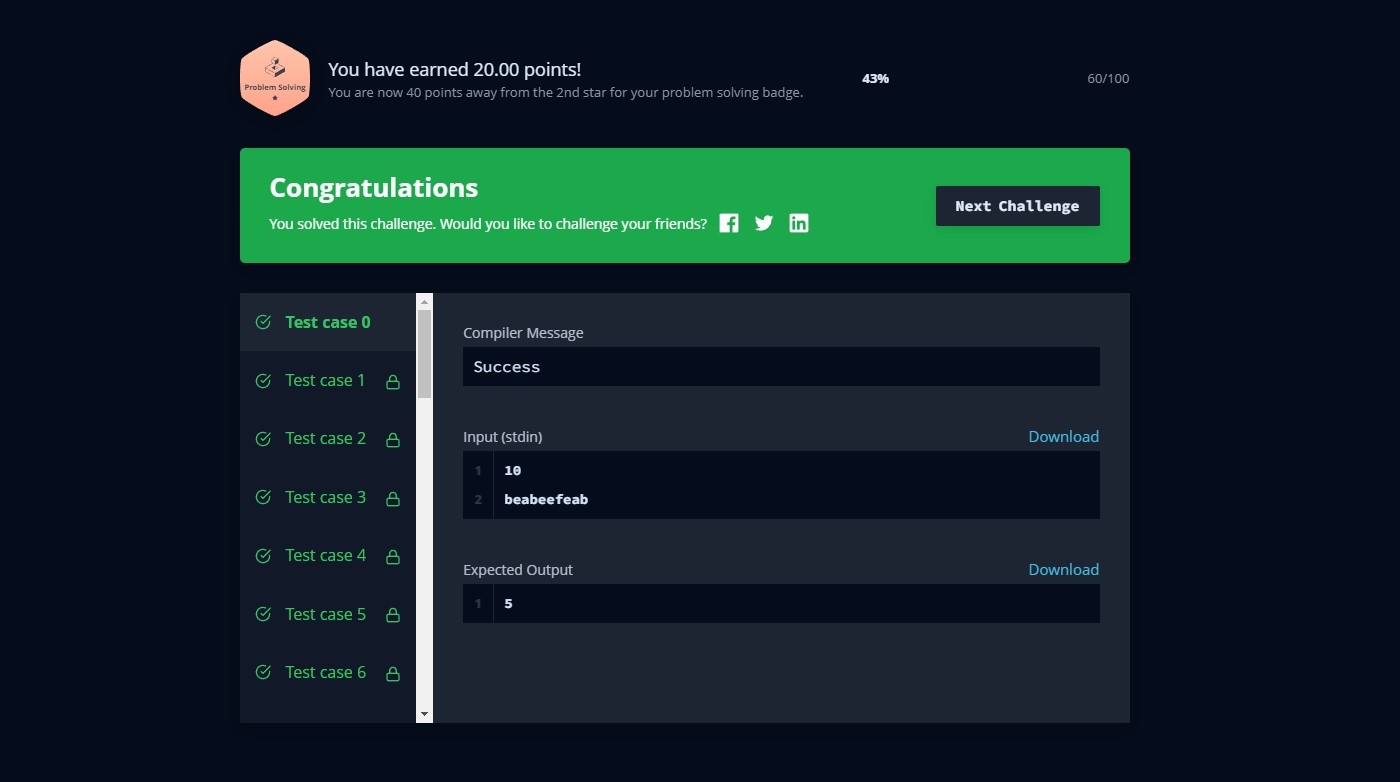 Problem Solving
You have earned 20.00 points!
You are now 40 points away from the 2nd star for your problem solving badge.
43%
60/100
Congratulations
You solved this challenge. Would you like to challenge your friends?
Next Challenge
Test case 0
Test case 1
Test case 2
Test case 3
Test case 4
Test case 5
Test case 6
Compiler Message
Success
Input (stdin)
Download
1 10
2 beabeefeab
Expected Output
Download
1 5